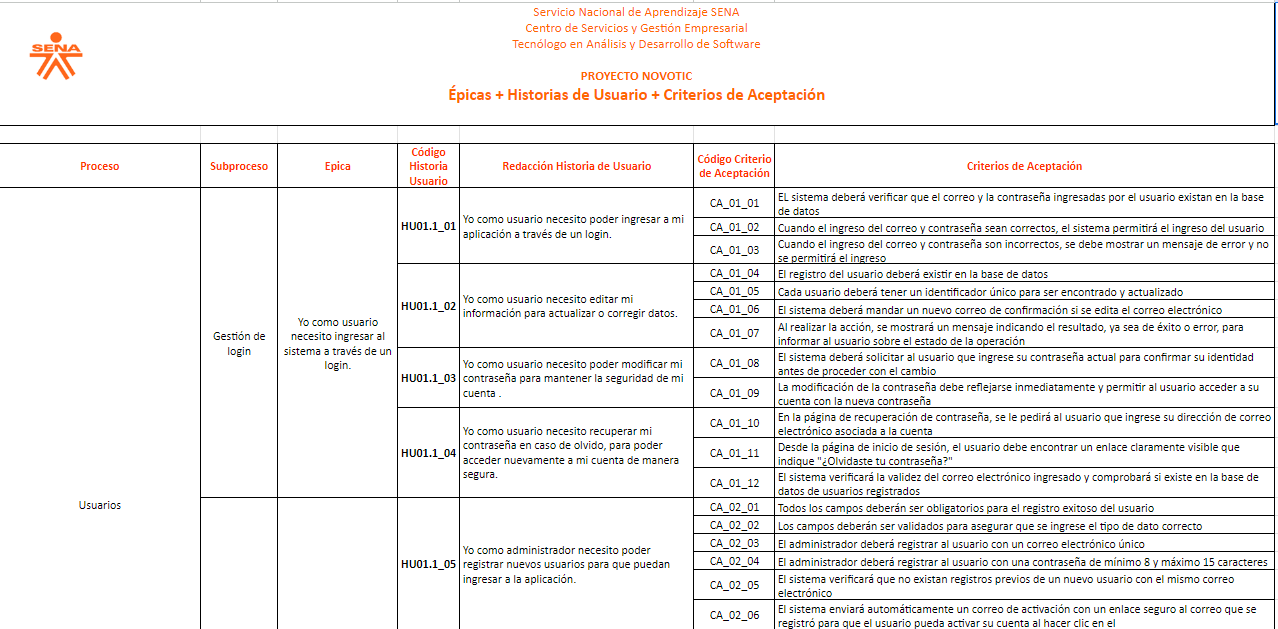 SENA
Servicio Nacional de Aprendizaje SENA
Centro de Servicios y Gestión Empresarial
Tecnólogo en Análisis y Desarrollo de Software
PROYECTO NOVOTIC
Épicas + Historias de Usuario + Criterios de Aceptación
Proceso
Subproceso
Epica
Código
Historia
Usuario
Redacción Historia de Usuario
Código Criterio
de Aceptación
Criterios de Aceptación
Usuarios
Gestión de
login
Yo como usuario
necesito ingresar al
sistema a través de un
login.
HU01.1_01
Yo como usuario necesito poder ingresar a mi
aplicación a través de un login.
CA_01_01
EL sistema deberá verificar que el correo y la contraseña ingresadas por el usuario existan en la base
de datos
CA_01_02
Cuando el ingreso del correo y contraseña sean correctos, el sistema permitirá el ingreso del usuario
CA_01_03
Cuando el ingreso del correo y contraseña son incorrectos, se debe mostrar un mensaje de error y no
se permitirá el ingreso
HU01.1_02
Yo como usuario necesito editar mi
información para actualizar o corregir datos.
CA_01_04
El registro del usuario deberá existir en la base de datos
CA_01_05
Cada usuario deberá tener un identificador único para ser encontrado y actualizado
CA_01_06
El sistema deberá mandar un nuevo correo de confirmación si se edita el correo electrónico
CA_01_07
Al realizar la acción, se mostrará un mensaje indicando el resultado, ya sea de éxito o error, para
informar al usuario sobre el estado de la operación
HU01.1_03
Yo como usuario necesito poder modificar mi
contraseña para mantener la seguridad de mi
cuenta .
CA_01_08
El sistema deberá solicitar al usuario que ingrese su contraseña actual para confirmar su identidad
antes de proceder con el cambio
CA_01_09
La modificación de la contraseña debe reflejarse inmediatamente y permitir al usuario acceder a su
cuenta con la nueva contraseña
HU01.1_04
Yo como usuario necesito recuperar mi
contraseña en caso de olvido, para poder
acceder nuevamente a mi cuenta de manera
segura.
CA_01_10
En la página de recuperación de contraseña, se le pedirá al usuario que ingrese su dirección de correo
electrónico asociada a la cuenta
CA_01_11
Desde la página de inicio de sesión, el usuario debe encontrar un enlace claramente visible que
indique "¿Olvidaste tu contraseña?"
CA_01_12
El sistema verificará la validez del correo electrónico ingresado y comprobará si existe en la base de
datos de usuarios registrados
HU01.1_05
Yo como administrador necesito poder
registrar nuevos usuarios para que puedan
ingresar a la aplicación.
CA_02_01
Todos los campos deberán ser obligatorios para el registro exitoso del usuario
CA_02_02
Los campos deberán ser validados para asegurar que se ingrese el tipo de dato correcto
CA_02_03
El administrador deberá registrar al usuario con un correo electrónico único
CA_02_04
El administrador deberá registrar al usuario con una contraseña de mínimo 8 y máximo 15 caracteres
CA_02_05
El sistema verificará que no existan registros previos de un nuevo usuario con el mismo correo
electrónico
CA_02_06
El sistema enviará automáticamente un correo de activación con un enlace seguro al correo que se
registró para que el usuario pueda activar su cuenta al hacer clic en el